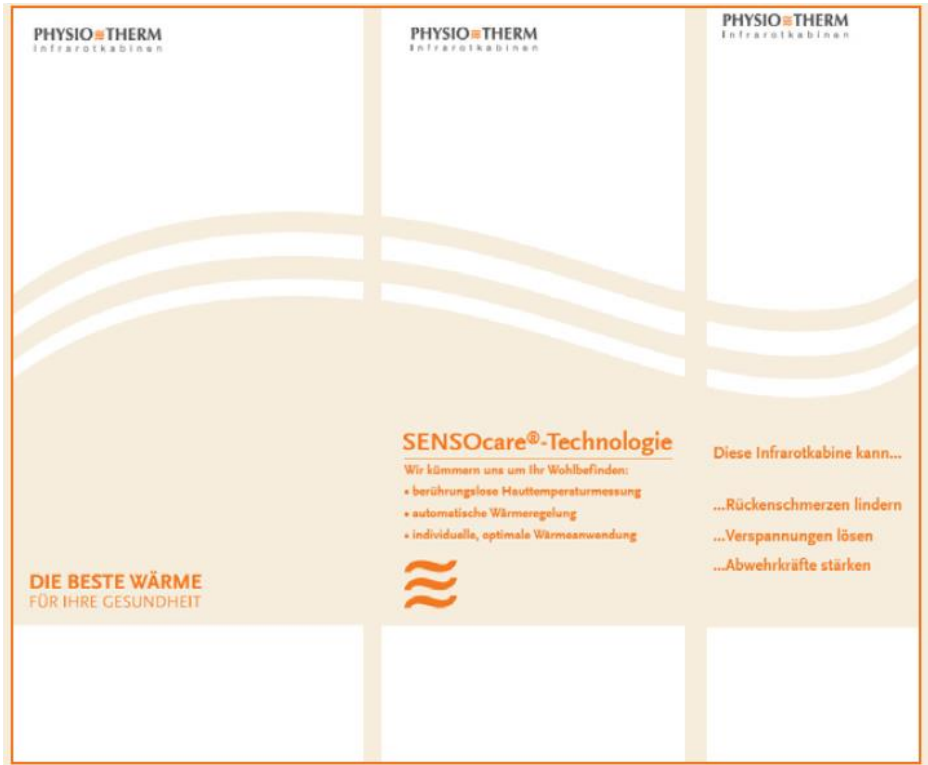 PHYSIO≋THERM
Infrarotkabinen
DIE BESTE WÄRME
FÜR IHRE GESUNDHEIT
PHYSIO≋THERM
Infrarotkabinen
SENSOcare®-Technologie
Wir kümmern uns um Ihr Wohlbefinden:
• berührungslose Hauttemperaturmessung
• automatische Wärmeregelung
• individuelle, optimale Wärmeanwendung
PHYSIO≋THERM
Infrarotkabinen
Diese Infrarotkabine kann...
...Rückenschmerzen lindern
...Verspannungen lösen
...Abwehrkräfte stärken